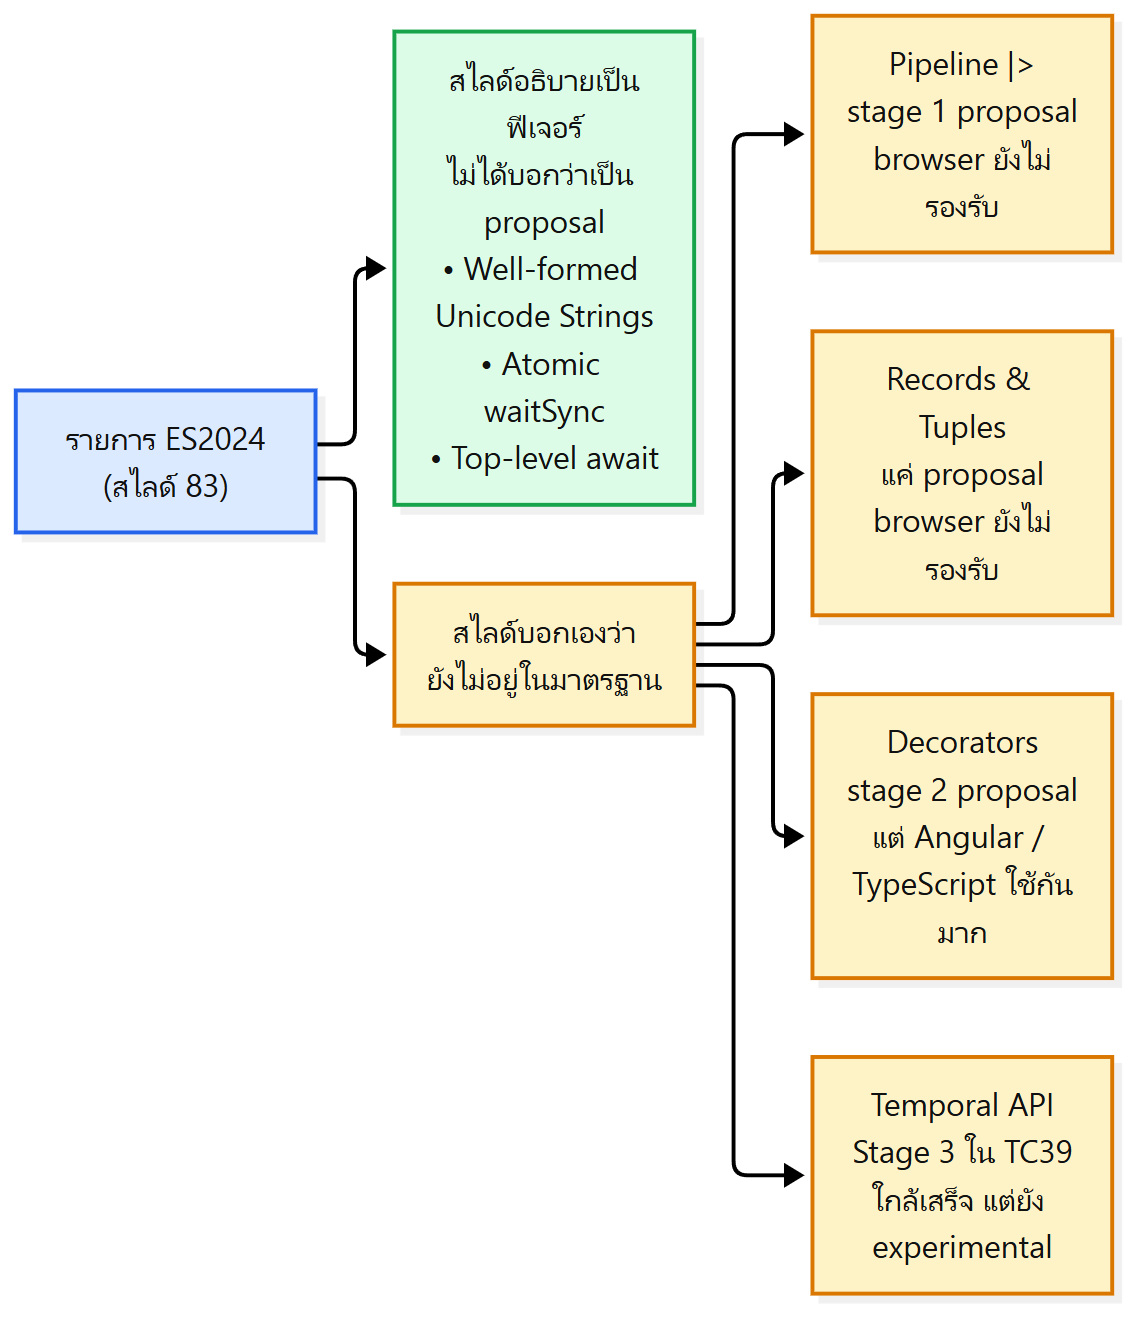 รายการ ES2024
(สไลด์ 83)
สไลด์อธิบายเป็น
ฟีเจอร์
ไม่ได้บอกว่าเป็น
proposal
• Well-formed
Unicode Strings
• Atomic
waitSync
• Top-level await
สไลด์บอกเองว่า
ยังไม่อยู่ในมาตรฐาน
Pipeline |>
stage 1 proposal
browser ยังไม่
รองรับ
Records &
Tuples
แค่ proposal
browser ยังไม่
รองรับ
Decorators
stage 2 proposal
แต่ Angular /
TypeScript ใช้กัน
มาก
Temporal API
Stage 3 ใน TC39
ใกล้เสร็จ แต่ยัง
experimental